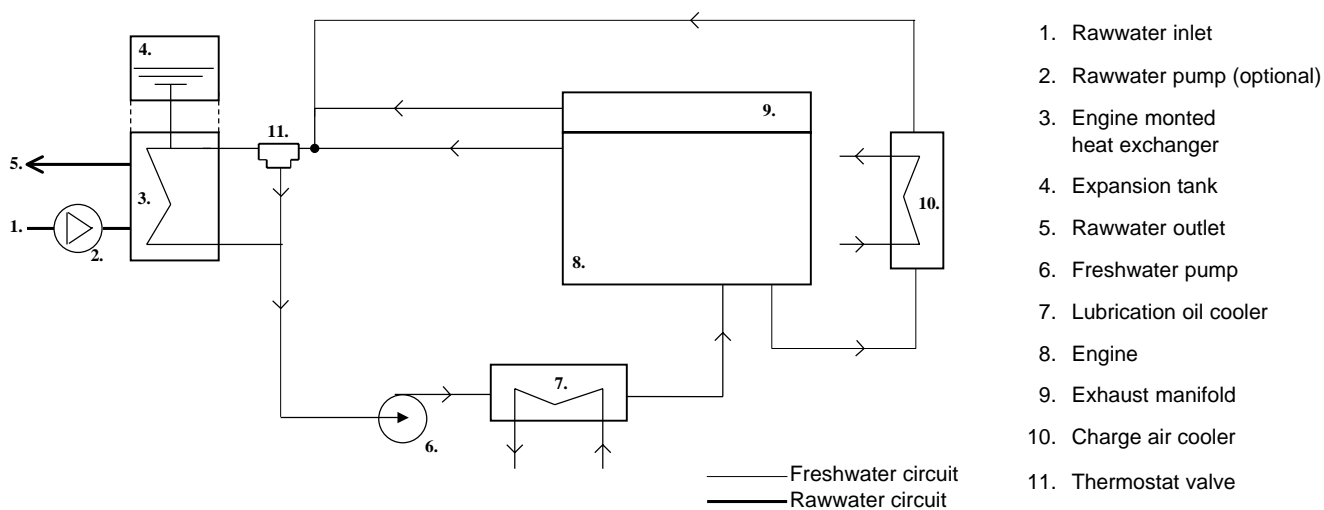 4.
11.
9.
5.
3.
10.
1.
2.
8.
7.
6.
Freshwater circuit
Rawwater circuit
1. Rawwater inlet
2. Rawwater pump (optional)
3. Engine monted
heat exchanger
4. Expansion tank
5. Rawwater outlet
6. Freshwater pump
7. Lubrication oil cooler
8. Engine
9. Exhaust manifold
10. Charge air cooler
11. Thermostat valve